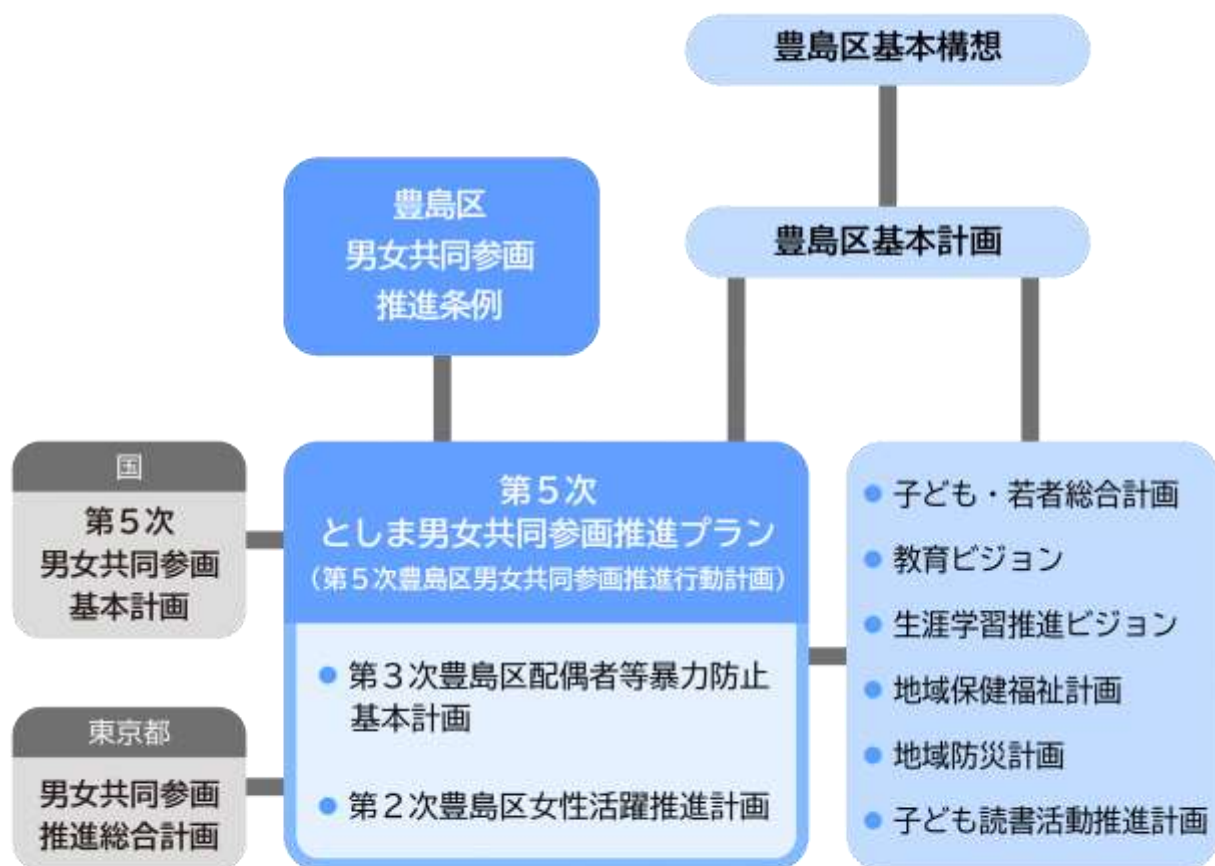 豊島区基本構想
豊島区基本計画
豊島区
男女共同参画
推進条例
国
第５次
男女共同参画
基本計画
東京都
男女共同参画
推進総合計画
第５次
としま男女共同参画推進プラン
（第５次豊島区男女共同参画推進行動計画）
● 第３次豊島区配偶者等暴力防止
基本計画
● 第２次豊島区女性活躍推進計画
● 子ども・若者総合計画
● 教育ビジョン
● 生涯学習推進ビジョン
● 地域保健福祉計画
● 地域防災計画
● 子ども読書活動推進計画